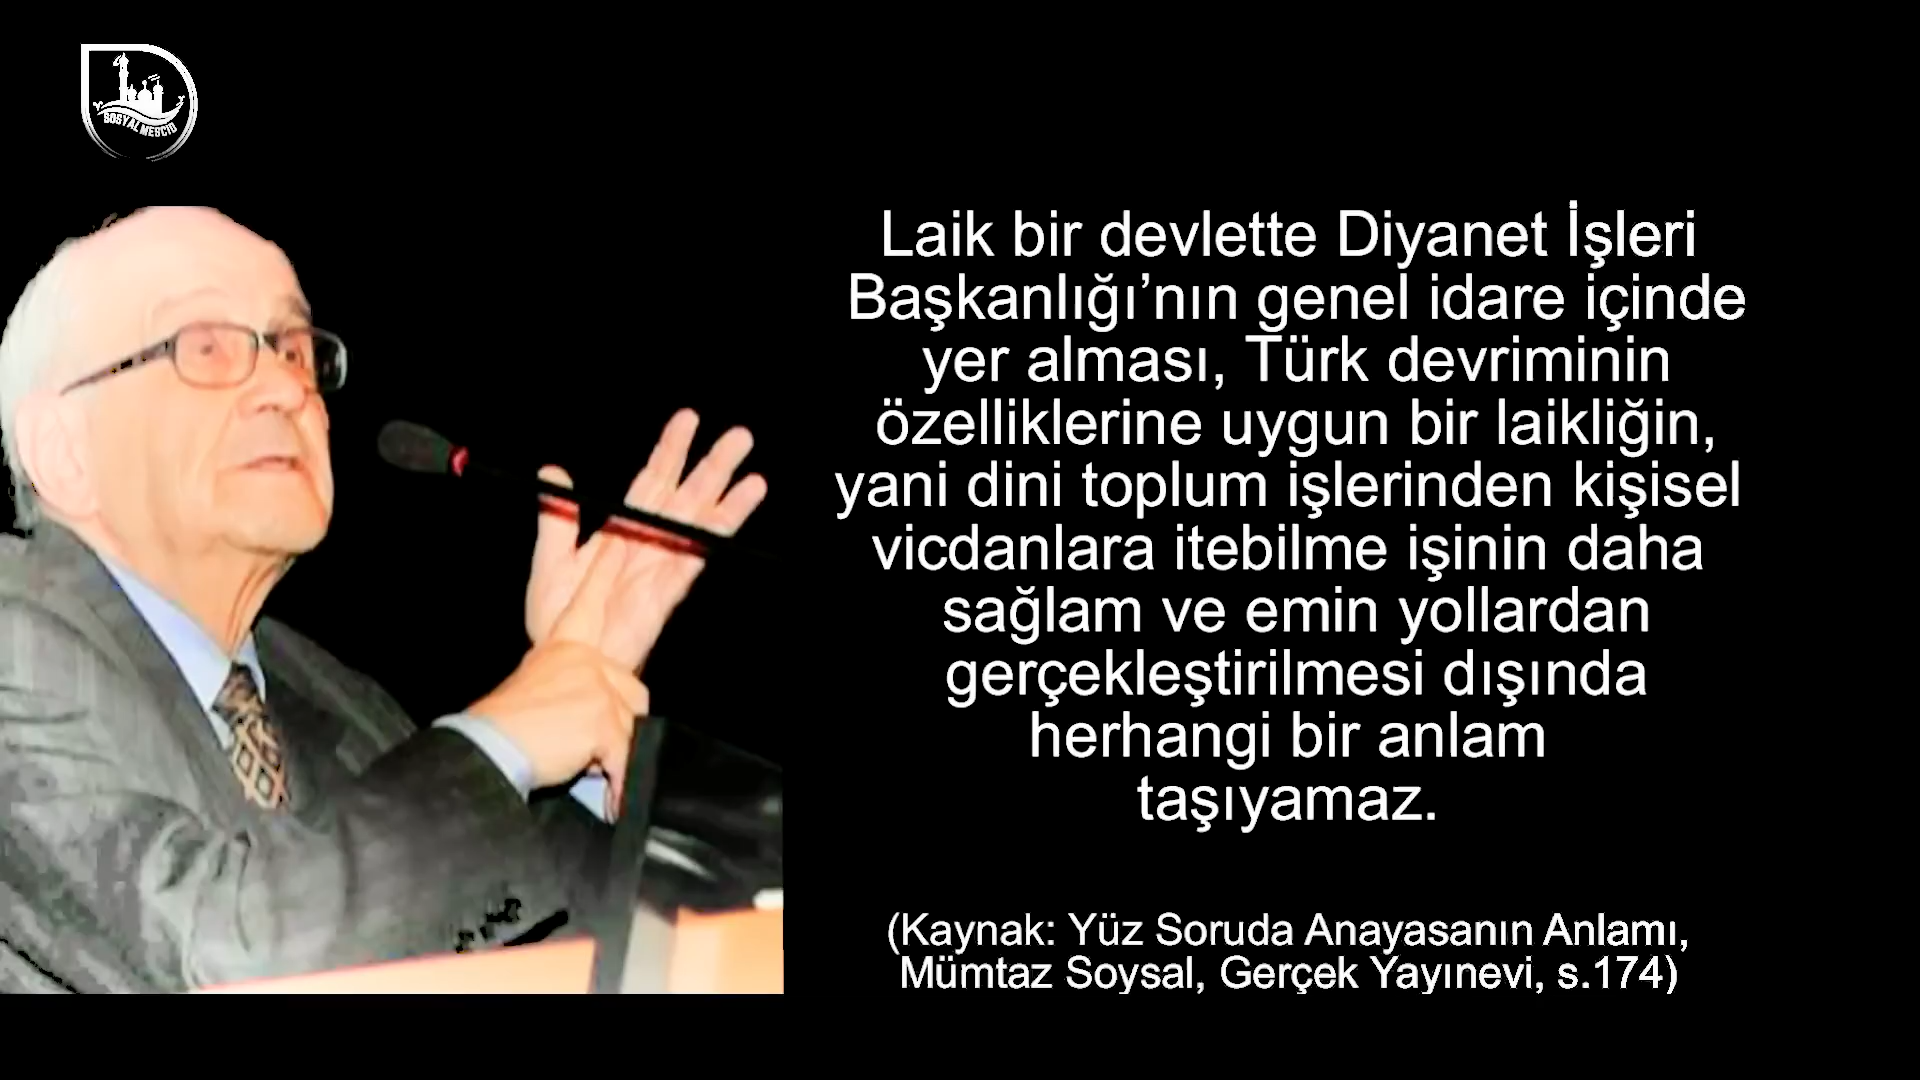 SOSYAL MESCID
Laik bir devlette Diyanet İşleri
Başkanlığı’nın genel idare içinde
yer alması, Türk devriminin
özelliklerine uygun bir laikliğin,
yani dini toplum işlerinden kişisel
vicdanlara itebilme işinin daha
sağlam ve emin yollardan
gerçekleştirilmesi dışında
herhangi bir anlam
taşıyamaz.
(Kaynak: Yüz Soruda Anayasanın Anlamı,
Mümtaz Soysal, Gerçek Yayınevi, s.174)